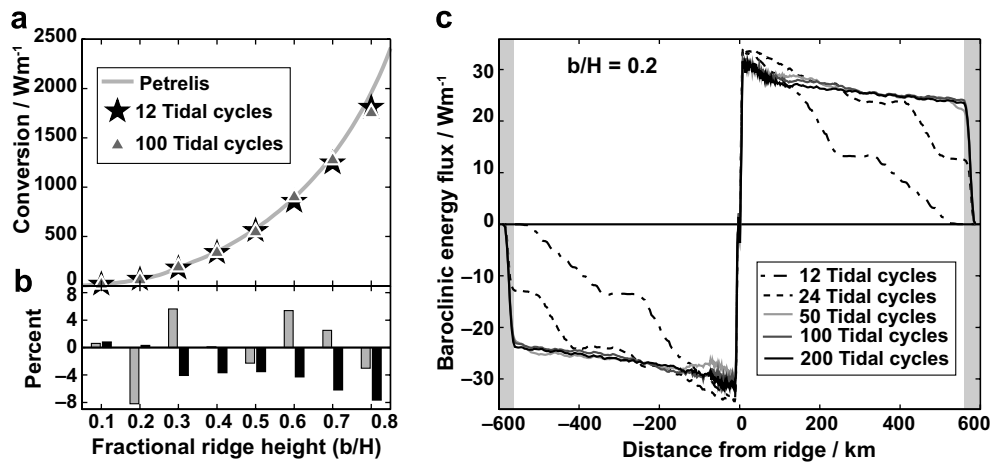 a
2500
2000
1500
1000
500
0
Conversion / Wm⁻¹
Petrelis
12 Tidal cycles
100 Tidal cycles
b
8
4
0
−4
−8
Percent
0.1 0.2 0.3 0.4 0.5 0.6 0.7 0.8
Fractional ridge height (b/H)
c
b/H = 0.2
30
20
10
0
−10
−20
−30
Baroclinic energy flux / Wm⁻¹
12 Tidal cycles
24 Tidal cycles
50 Tidal cycles
100 Tidal cycles
200 Tidal cycles
−600 −400 −200 0 200 400 600
Distance from ridge / km